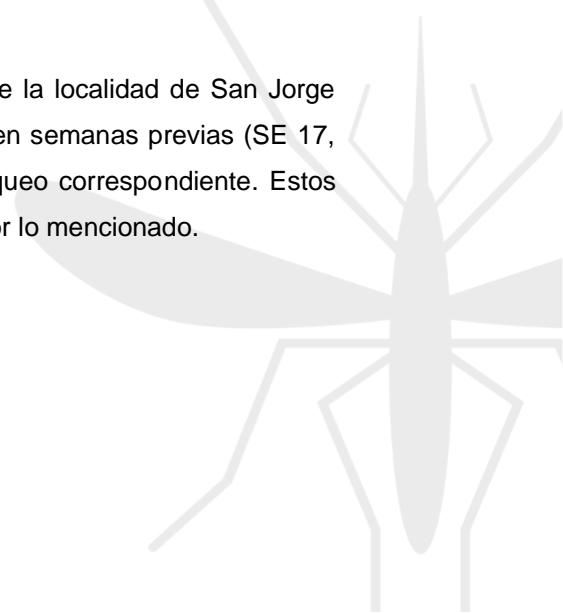 e la localidad de San Jorge
en semanas previas (SE 17,
queo correspondiente. Estos
or lo mencionado.